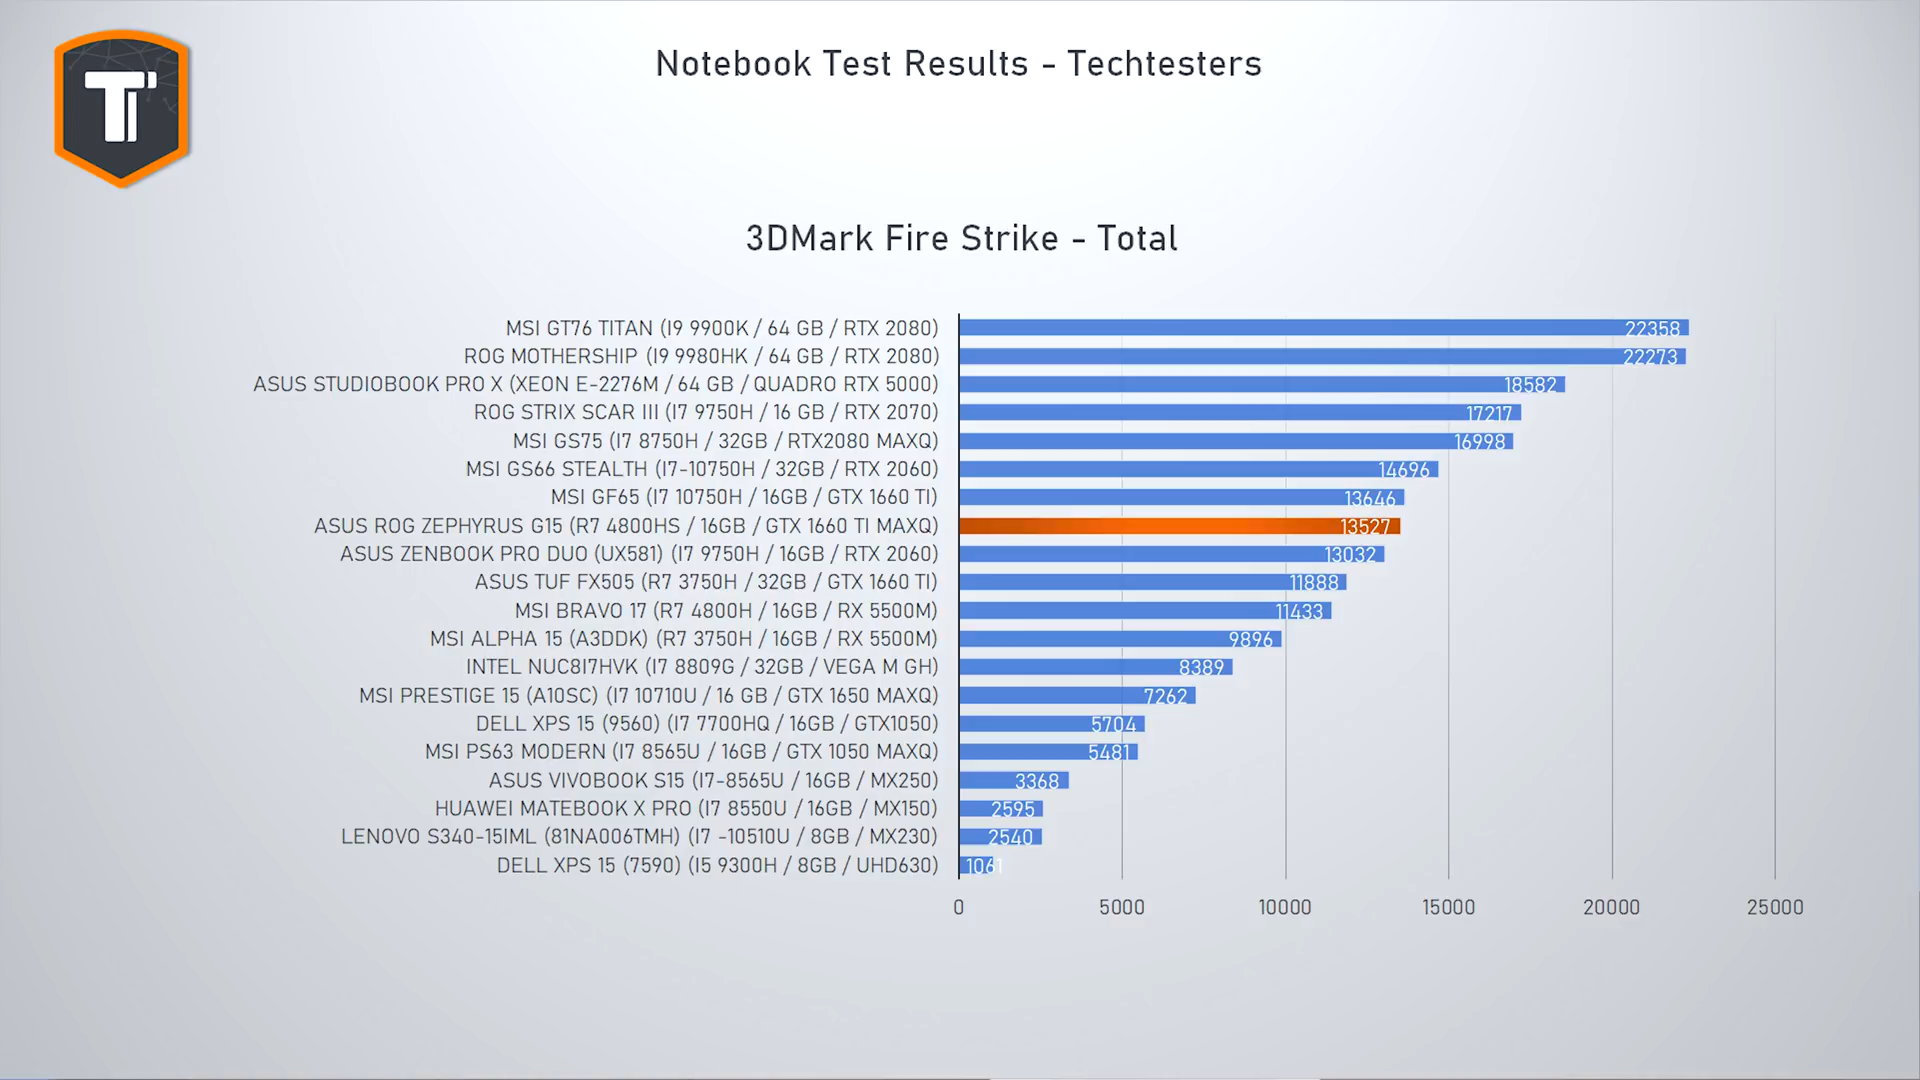 Notebook Test Results - Techtesters
3DMark Fire Strike - Total
MSI GT76 TITAN (I9 9900K / 64 GB / RTX 2080) 22358
ROG MOTHERSHIP (I9 9980HK / 64 GB / RTX 2080) 22273
ASUS STUDIOBOOK PRO X (XEON E-2276M / 64 GB / QUADRO RTX 5000) 18582
ROG STRIX SCAR III (I7 9750H / 16 GB / RTX 2070) 17217
MSI GS75 (I7 8750H / 32GB / RTX2080 MAXQ) 16998
MSI GS66 STEALTH (I7-10750H / 32GB / RTX 2060) 14696
MSI GF65 (I7 10750H / 16GB / GTX 1660 TI) 13646
ASUS ROG ZEPHYRUS G15 (R7 4800HS / 16GB / GTX 1660 TI MAXQ) 13527
ASUS ZENBOOK PRO DUO (UX581) (I7 9750H / 16GB / RTX 2060) 13032
ASUS TUF FX505 (R7 3750H / 32GB / GTX 1660 TI) 11888
MSI BRAVO 17 (R7 4800H / 16GB / RX 5500M) 11433
MSI ALPHA 15 (A3DDK) (R7 3750H / 16GB / RX 5500M) 9896
INTEL NUC8I7HVK (I7 8809G / 32GB / VEGA M GH) 8389
MSI PRESTIGE 15 (A10SC) (I7 10710U / 16 GB / GTX 1650 MAXQ) 7262
DELL XPS 15 (9560) (I7 7700HQ / 16GB / GTX1050) 5704
MSI PS63 MODERN (I7 8565U / 16GB / GTX 1050 MAXQ) 5481
ASUS VIVOBOOK S15 (I7-8565U / 16GB / MX250) 3368
HUAWEI MATEBOOK X PRO (I7 8550U / 16GB / MX150) 2595
LENOVO S340-15IML (81NA006TMH) (I7 -10510U / 8GB / MX230) 2540
DELL XPS 15 (7590) (I5 9300H / 8GB / UHD630) 1061
0 5000 10000 15000 20000 25000